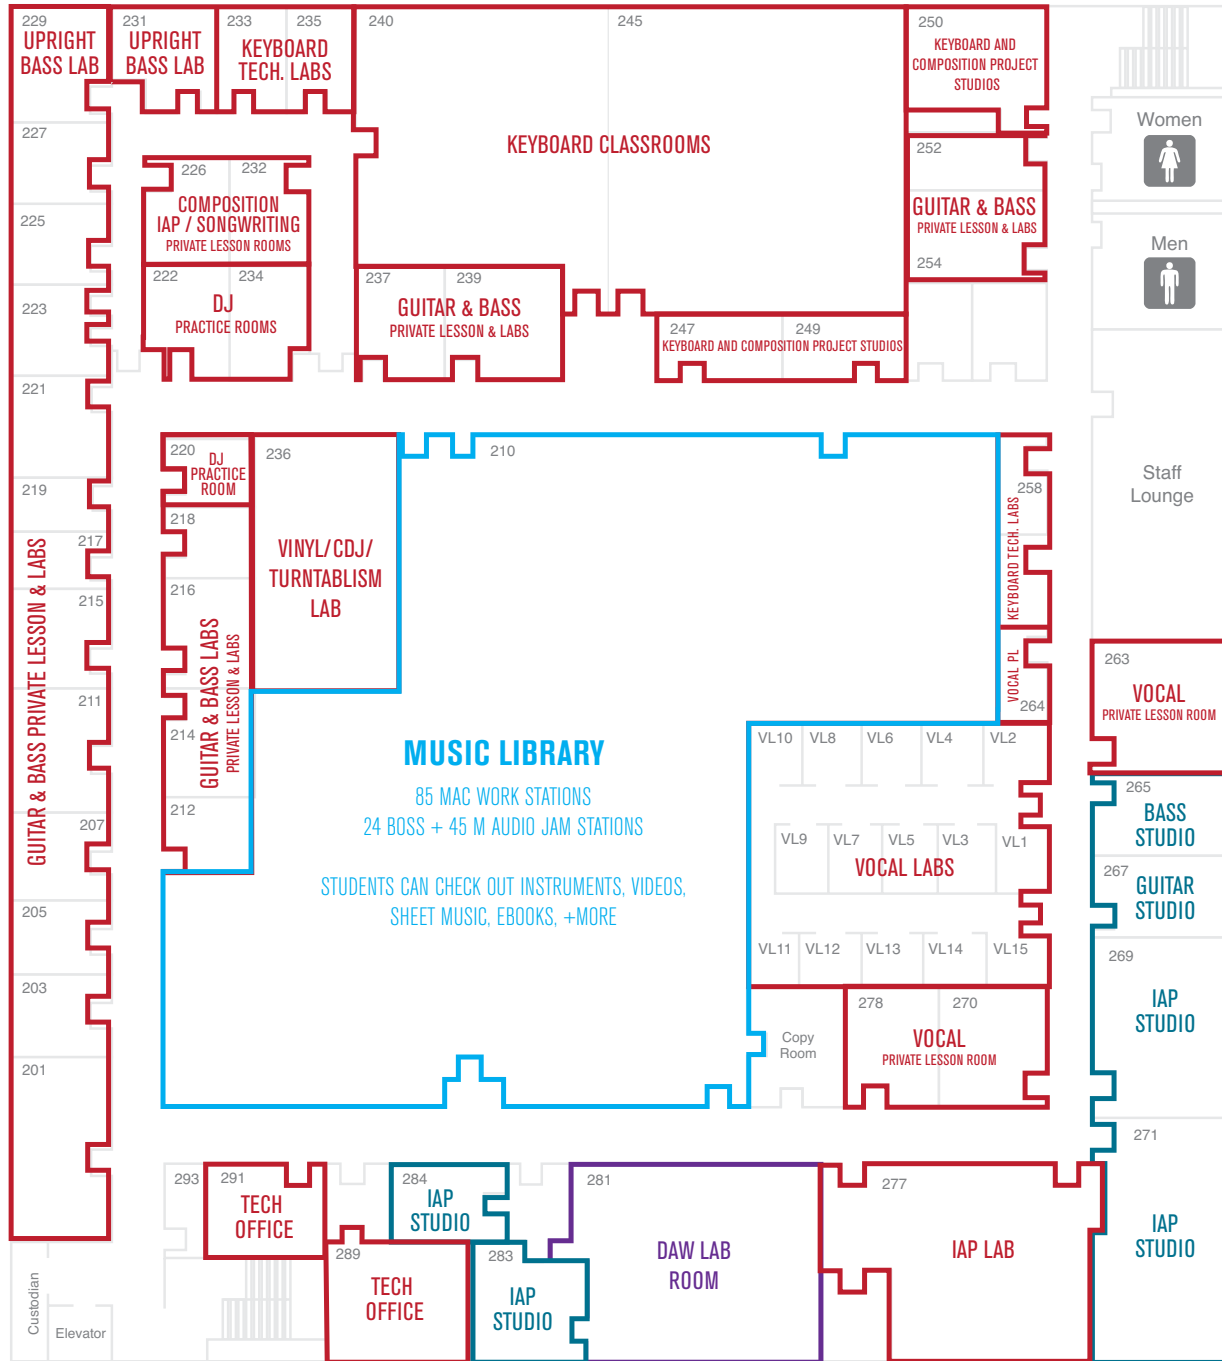 229
UPRIGHT
BASS LAB
231
UPRIGHT
BASS LAB
233
235
KEYBOARD
TECH. LABS
240
245
KEYBOARD CLASSROOMS
250
KEYBOARD AND
COMPOSITION PROJECT
STUDIOS
Women
227
226
232
COMPOSITION
IAP / SONGWRITING
PRIVATE LESSON ROOMS
252
GUITAR & BASS
PRIVATE LESSON & LABS
254
225
Men
222
234
DJ
PRACTICE ROOMS
237
239
GUITAR & BASS
PRIVATE LESSON & LABS
247
249
KEYBOARD AND COMPOSITION PROJECT STUDIOS
223
221
219
217
215
211
207
205
203
201
GUITAR & BASS PRIVATE LESSON & LABS
220
DJ
PRACTICE
ROOM
236
VINYL/CDJ/
TURNTABLISM
LAB
218
216
214
212
GUITAR & BASS LABS
PRIVATE LESSON & LABS
210
MUSIC LIBRARY
85 MAC WORK STATIONS
24 BOSS + 45 M AUDIO JAM STATIONS
STUDENTS CAN CHECK OUT INSTRUMENTS, VIDEOS,
SHEET MUSIC, EBOOKS, +MORE
258
KEYBOARD TECH. LABS
VOCAL PL
264
Staff
Lounge
263
VOCAL
PRIVATE LESSON ROOM
VL10
VL8
VL6
VL4
VL2
VL9
VL7
VL5
VL3
VL1
VOCAL LABS
VL11
VL12
VL13
VL14
VL15
265
BASS
STUDIO
267
GUITAR
STUDIO
269
IAP
STUDIO
Copy
Room
278
270
VOCAL
PRIVATE LESSON ROOM
271
IAP
STUDIO
293
291
TECH
OFFICE
284
IAP
STUDIO
281
DAW LAB
ROOM
277
IAP LAB
289
TECH
OFFICE
283
IAP
STUDIO
Custodian
Elevator